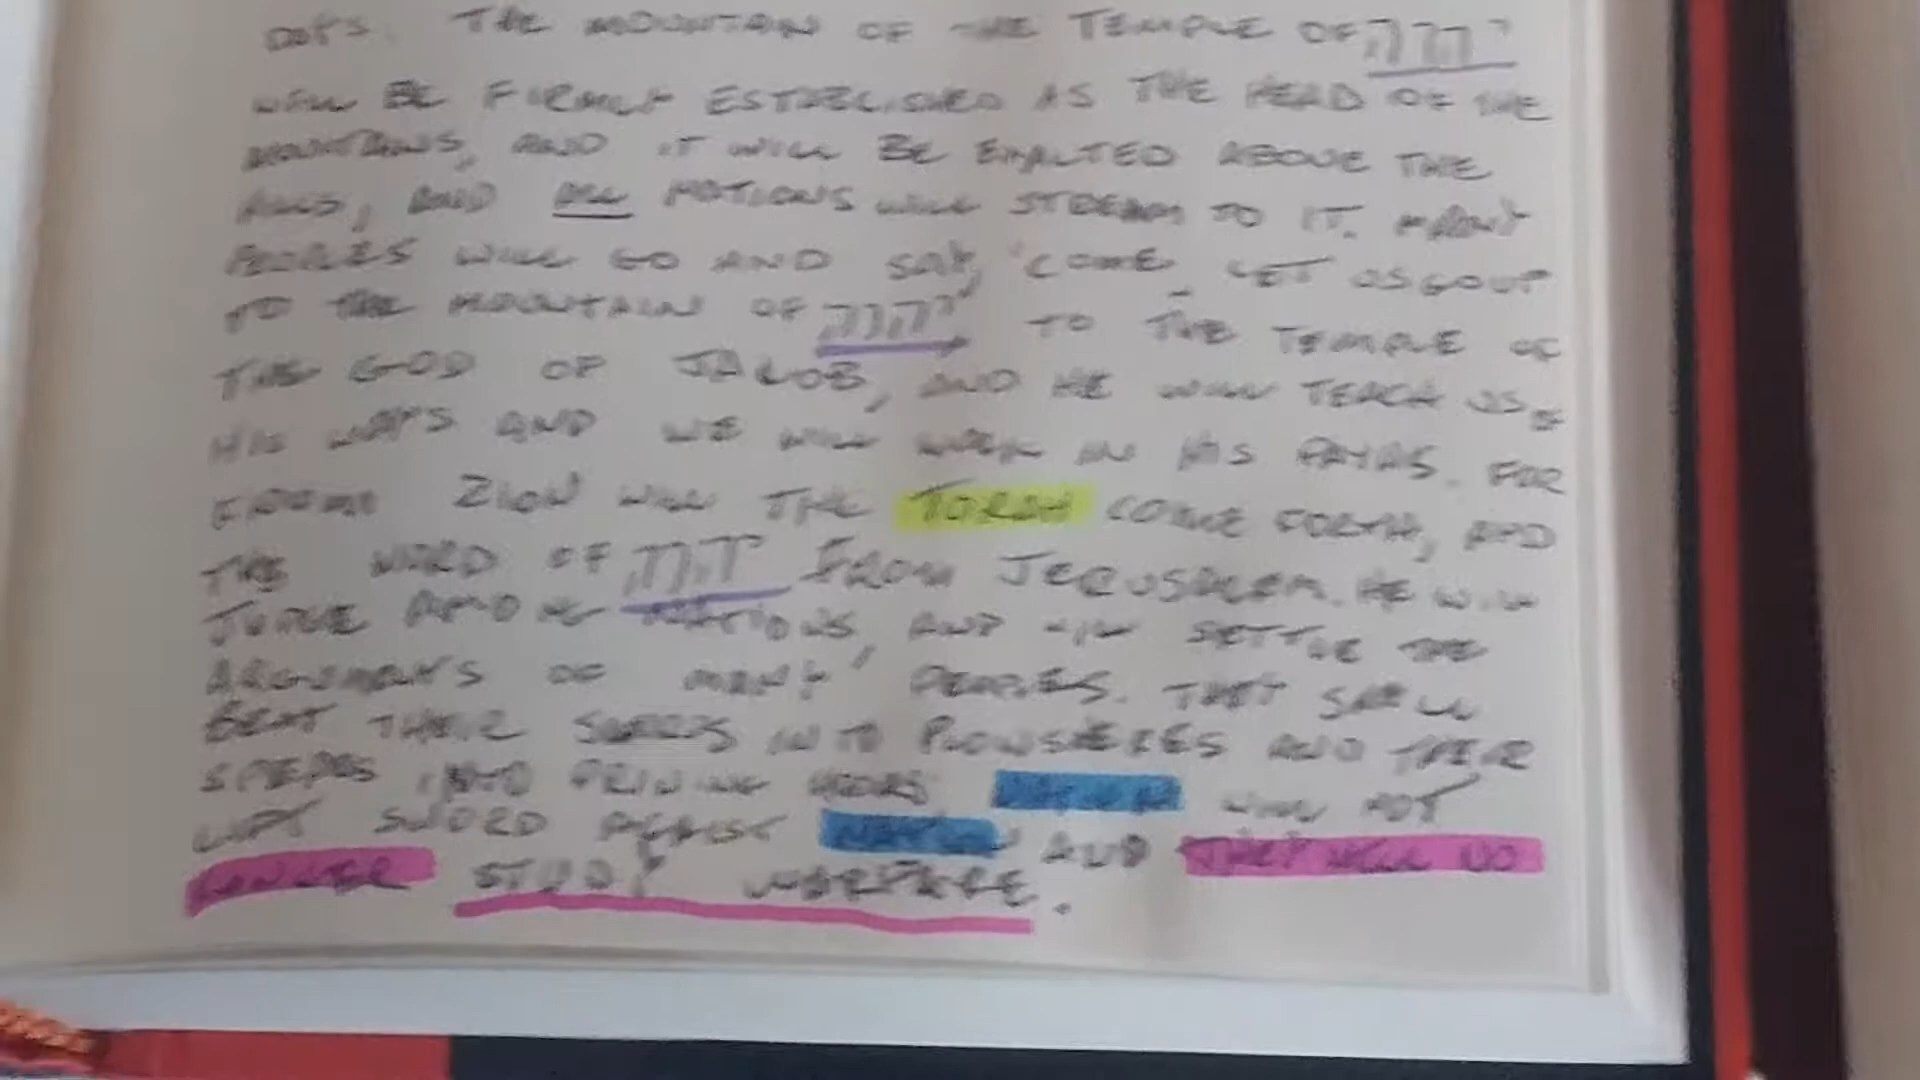 DAYS. THE MOUNTAIN OF THE TEMPLE OF יהוה
WILL BE FIRMLY ESTABLISHED AS THE HEAD OF THE
MOUNTAINS, AND IT WILL BE EXALTED ABOVE THE
HILLS, AND ALL NATIONS WILL STREAM TO IT. MANY
PEOPLES WILL GO AND SAY, "COME, LET US GO UP
TO THE MOUNTAIN OF יהוה TO THE TEMPLE OF
THE GOD OF JACOB, AND HE WILL TEACH US
HIS WAYS AND WE WILL WALK IN HIS PATHS. FOR
FROM ZION WILL THE TORAH COME FORTH, AND
THE WORD OF יהוה FROM JERUSALEM. HE WILL
JUDGE AMONG NATIONS, AND WILL SETTLE THE
ARGUMENTS OF MANY PEOPLES. THEY SHALL
BEAT THEIR SWORDS INTO PLOWSHERES AND THEIR
SPEARS INTO PRUNING HOOKS NATION WILL NOT
LIFT SWORD AGAINST NATION AND THEY WILL NO
LONGER STUDY WARFARE.